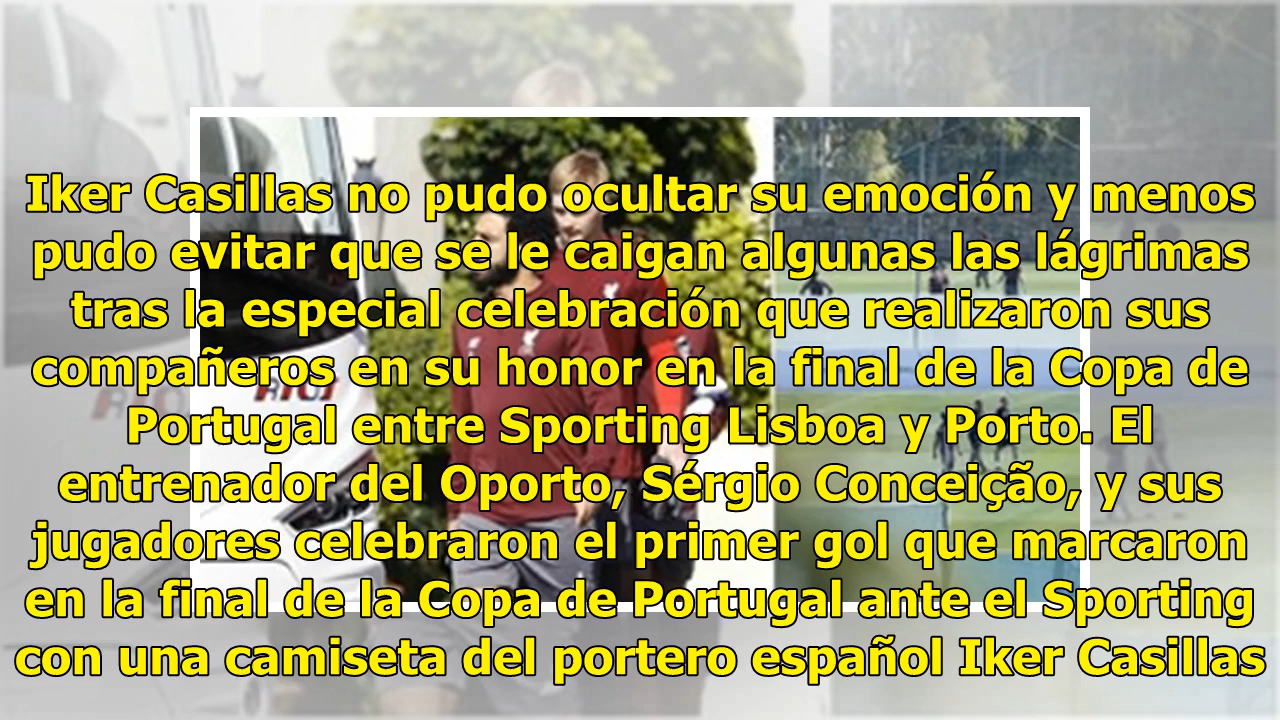 Iker Casillas no pudo ocultar su emoción y menos
pudo evitar que se le caigan algunas las lágrimas
tras la especial celebración que realizaron sus
compañeros en su honor en la final de la Copa de
Portugal entre Sporting Lisboa y Porto. El
entrenador del Oporto, Sérgio Conceição, y sus
jugadores celebraron el primer gol que marcaron
en la final de la Copa de Portugal ante el Sporting
con una camiseta del portero español Iker Casillas